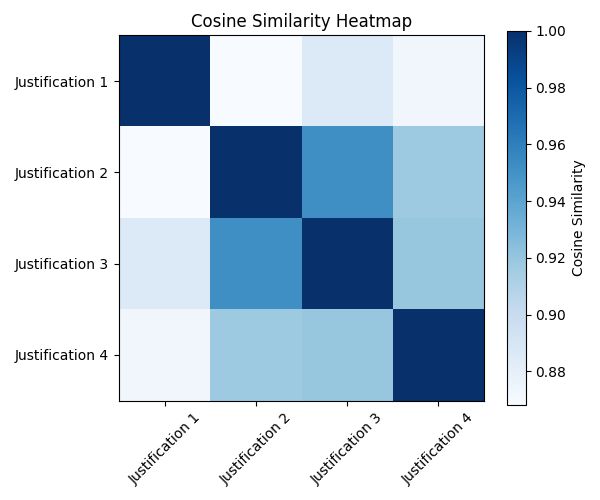 Cosine Similarity Heatmap
Justification 1
Justification 2
Justification 3
Justification 4
Justification 1
Justification 2
Justification 3
Justification 4
1.00
0.98
0.96
0.94
0.92
0.90
0.88
Cosine Similarity